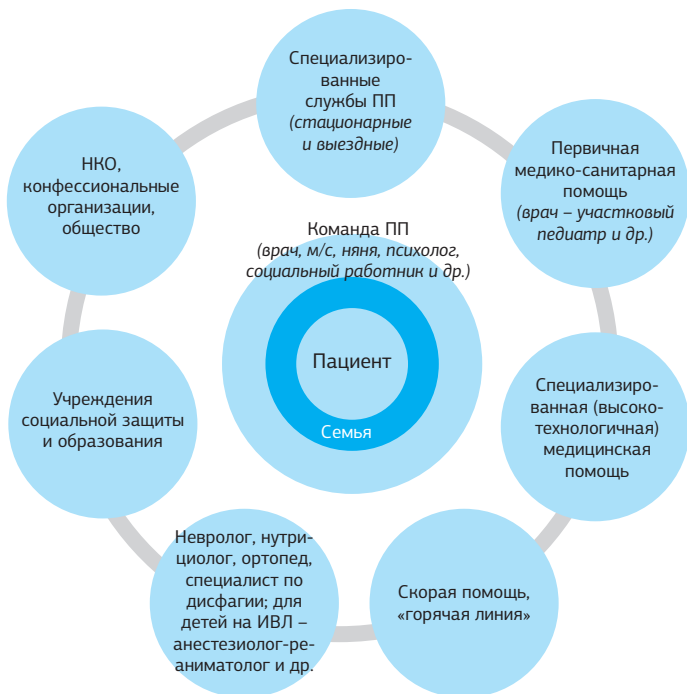 Специализиро-
ванные
службы ПП
(стационарные
и выездные)
Первичная
медико-санитарная
помощь
(врач – участковый
педиатр и др.)
Специализиро-
ванная (высоко-
технологичная)
медицинская
помощь
Скорая помощь,
«горячая линия»
Невролог, нутри-
циолог, ортопед,
специалист по
дисфагии; для
детей на ИВЛ –
анестезиолог-ре-
аниматолог и др.
Учреждения
социальной защиты
и образования
НКО,
конфессиональные
организации,
общество
Команда ПП
(врач, м/с, няня, психолог,
социальный работник и др.)
Пациент
Семья